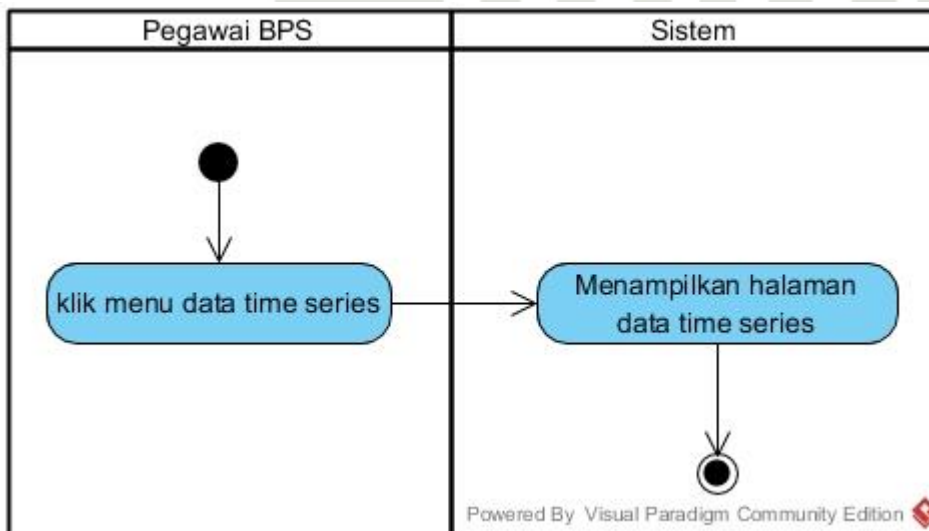 Pegawai BPS
Sistem
klik menu data time series
Menampilkan halaman
data time series
Powered By Visual Paradigm Community Edition